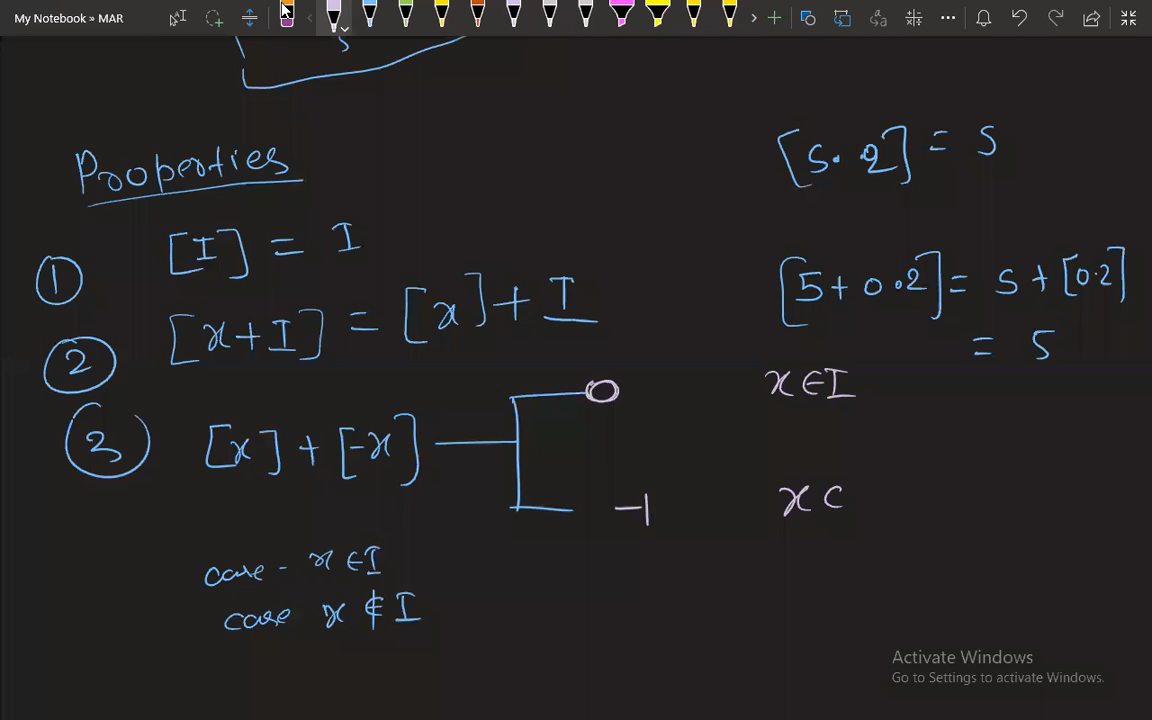 My Notebook » MAR
5
Properties
[5.2] = 5
① [I] = I
[5+0.2] = 5+[0.2]
= 5
② [x+I] = [x]+I
③ [x]+[-x]
0 x∈I
-1 x
case - x∈I
case x∉I
Activate Windows
Go to Settings to activate Windows.